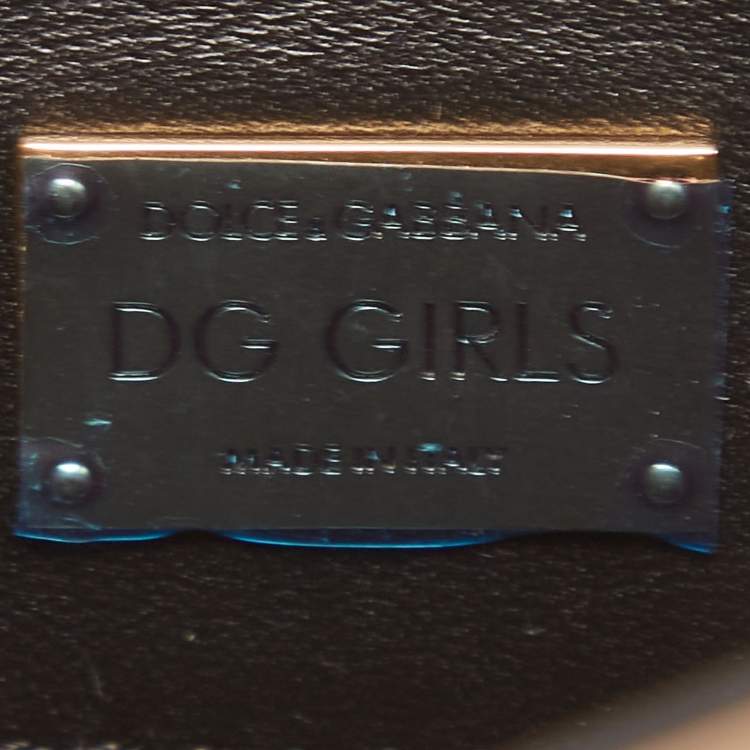 DOLCE & GABBANA
DG GIRLS
MADE IN ITALY